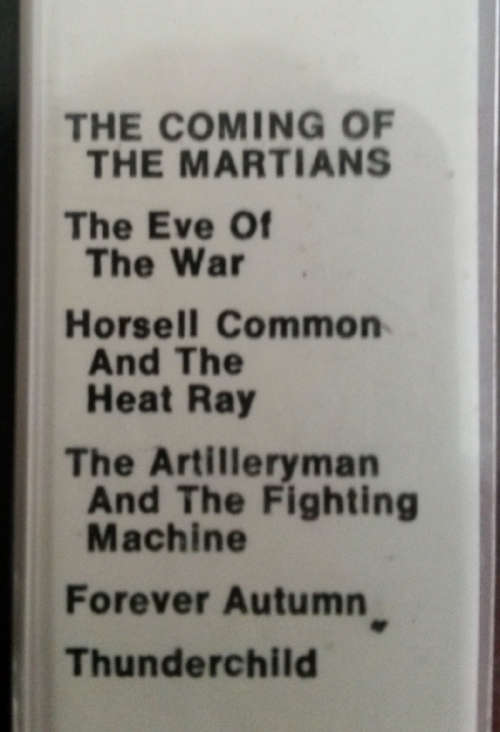 THE COMING OF
THE MARTIANS
The Eve Of
The War
Horsell Common
And The
Heat Ray
The Artilleryman
And The Fighting
Machine
Forever Autumn
Thunderchild